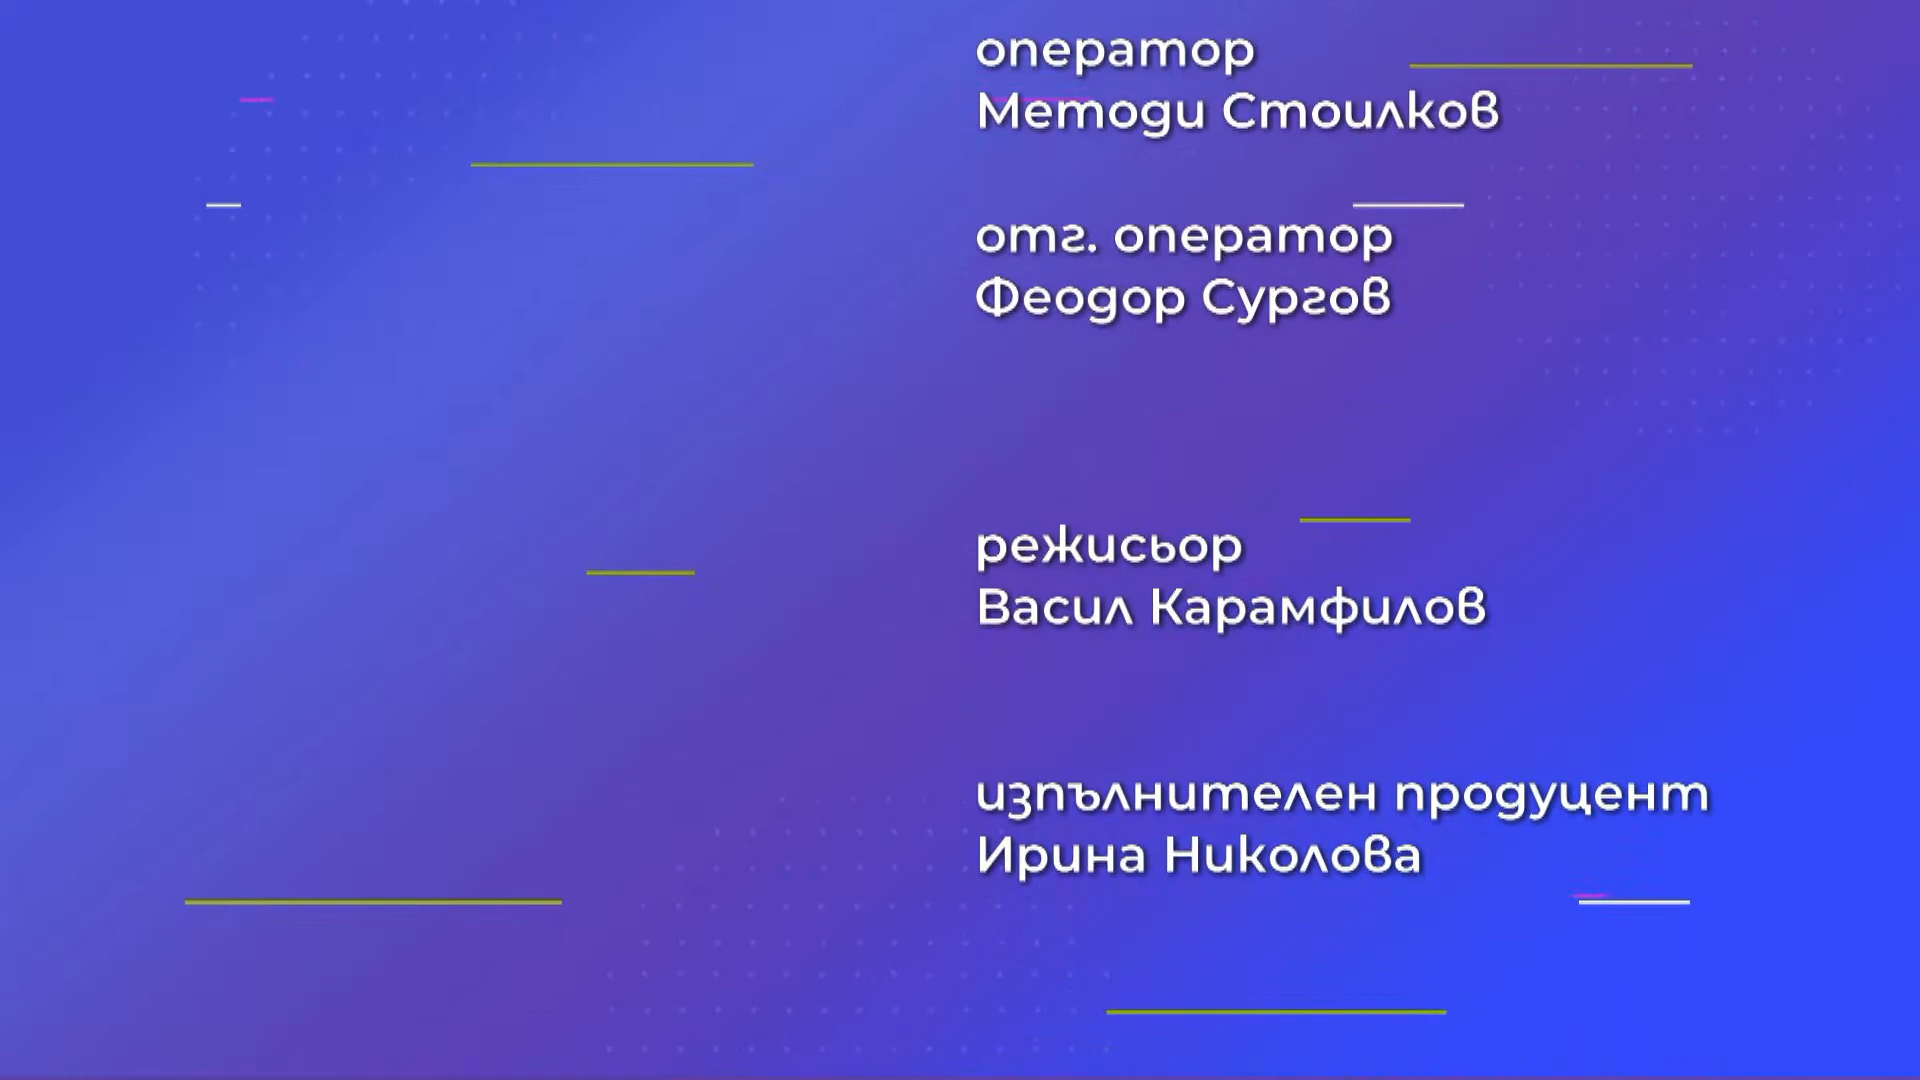 оператор
Методи Стоилков
отг. оператор
Феодор Сургов
режисьор
Васил Карамфилов
изпълнителен продуцент
Ирина Николова